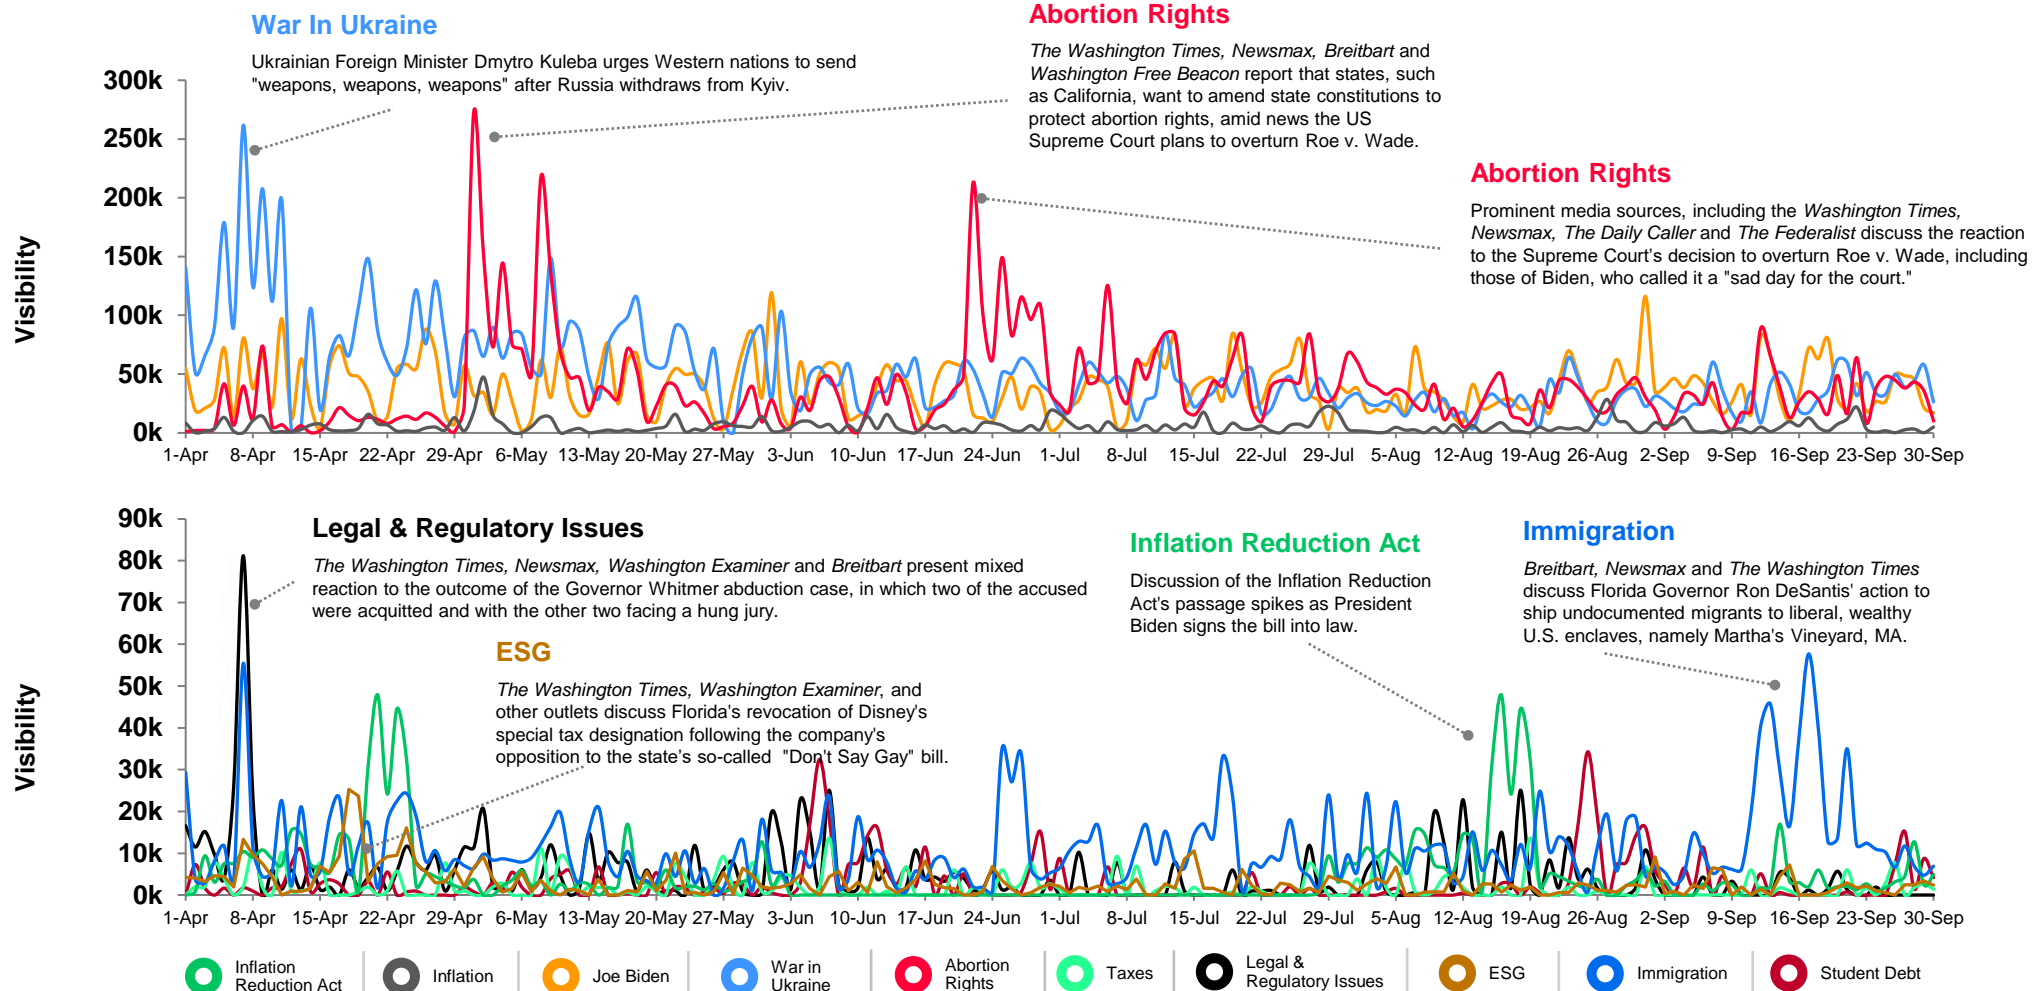 War In Ukraine
Ukrainian Foreign Minister Dmytro Kuleba urges Western nations to send
"weapons, weapons, weapons" after Russia withdraws from Kyiv.
Abortion Rights
The Washington Times, Newsmax, Breitbart and
Washington Free Beacon report that states, such
as California, want to amend state constitutions to
protect abortion rights, amid news the US
Supreme Court plans to overturn Roe v. Wade.
Abortion Rights
Prominent media sources, including the Washington Times,
Newsmax, The Daily Caller and The Federalist discuss the reaction
to the Supreme Court's decision to overturn Roe v. Wade, including
those of Biden, who called it a "sad day for the court."
Visibility
300k
250k
200k
150k
100k
50k
0k
1-Apr 8-Apr 15-Apr 22-Apr 29-Apr 6-May 13-May 20-May 27-May 3-Jun 10-Jun 17-Jun 24-Jun 1-Jul 8-Jul 15-Jul 22-Jul 29-Jul 5-Aug 12-Aug 19-Aug 26-Aug 2-Sep 9-Sep 16-Sep 23-Sep 30-Sep
Legal & Regulatory Issues
The Washington Times, Newsmax, Washington Examiner and Breitbart present mixed
reaction to the outcome of the Governor Whitmer abduction case, in which two of the accused
were acquitted and with the other two facing a hung jury.
ESG
The Washington Times, Washington Examiner, and
other outlets discuss Florida's revocation of Disney's
special tax designation following the company's
opposition to the state's so-called "Don't Say Gay" bill.
Inflation Reduction Act
Discussion of the Inflation Reduction
Act's passage spikes as President
Biden signs the bill into law.
Immigration
Breitbart, Newsmax and The Washington Times
discuss Florida Governor Ron DeSantis' action to
ship undocumented migrants to liberal, wealthy
U.S. enclaves, namely Martha's Vineyard, MA.
Visibility
90k
80k
70k
60k
50k
40k
30k
20k
10k
0k
1-Apr 8-Apr 15-Apr 22-Apr 29-Apr 6-May 13-May 20-May 27-May 3-Jun 10-Jun 17-Jun 24-Jun 1-Jul 8-Jul 15-Jul 22-Jul 29-Jul 5-Aug 12-Aug 19-Aug 26-Aug 2-Sep 9-Sep 16-Sep 23-Sep 30-Sep
Inflation
Reduction Act
Inflation
Joe Biden
War in
Ukraine
Abortion
Rights
Taxes
Legal &
Regulatory Issues
ESG
Immigration
Student Debt